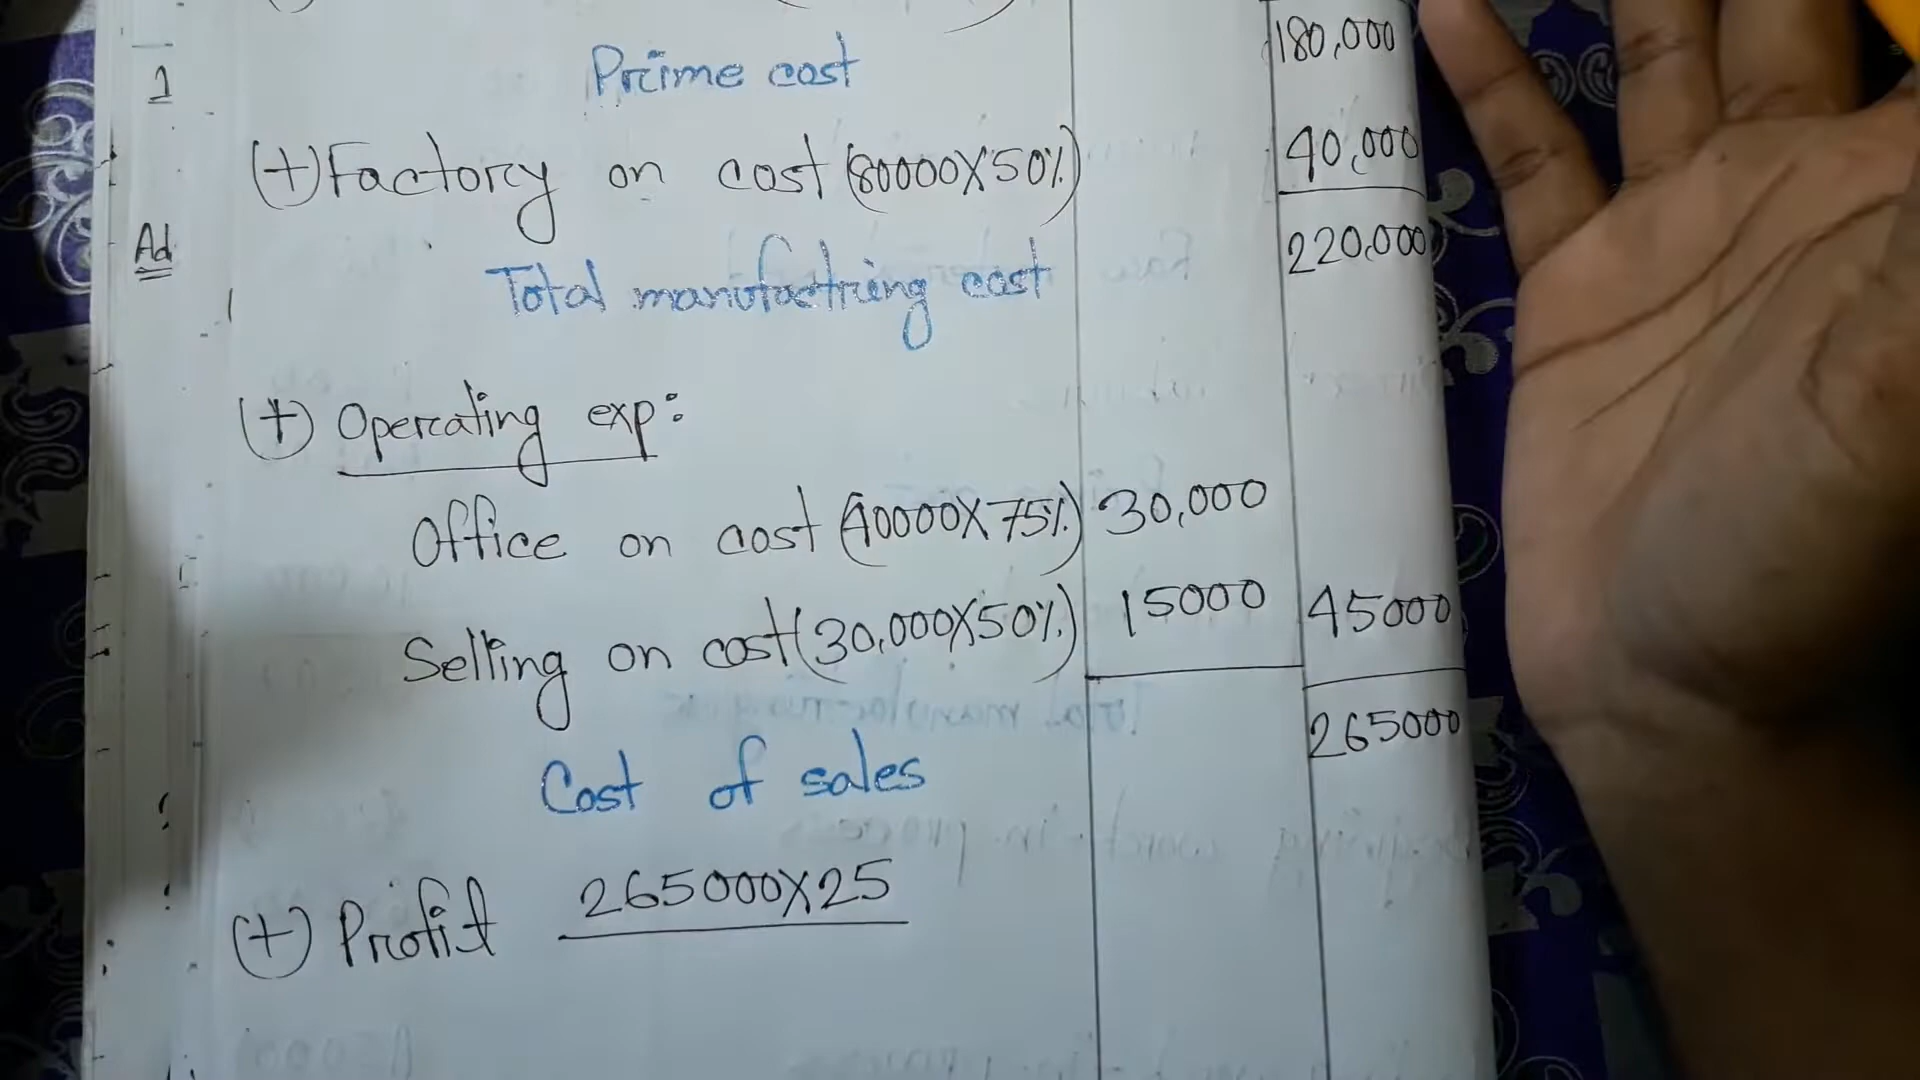 180,000
1 Prime cost
(+) Factory on cost (80000X50%) 40,000
Ad
Total manufactring cost 220,000
(+) Operating exp:
Office on cost (40000X75%) 30,000
Selling on cost (30,000X50%) 15000 45000
265000
Cost of sales
(+) Profit 265000X25